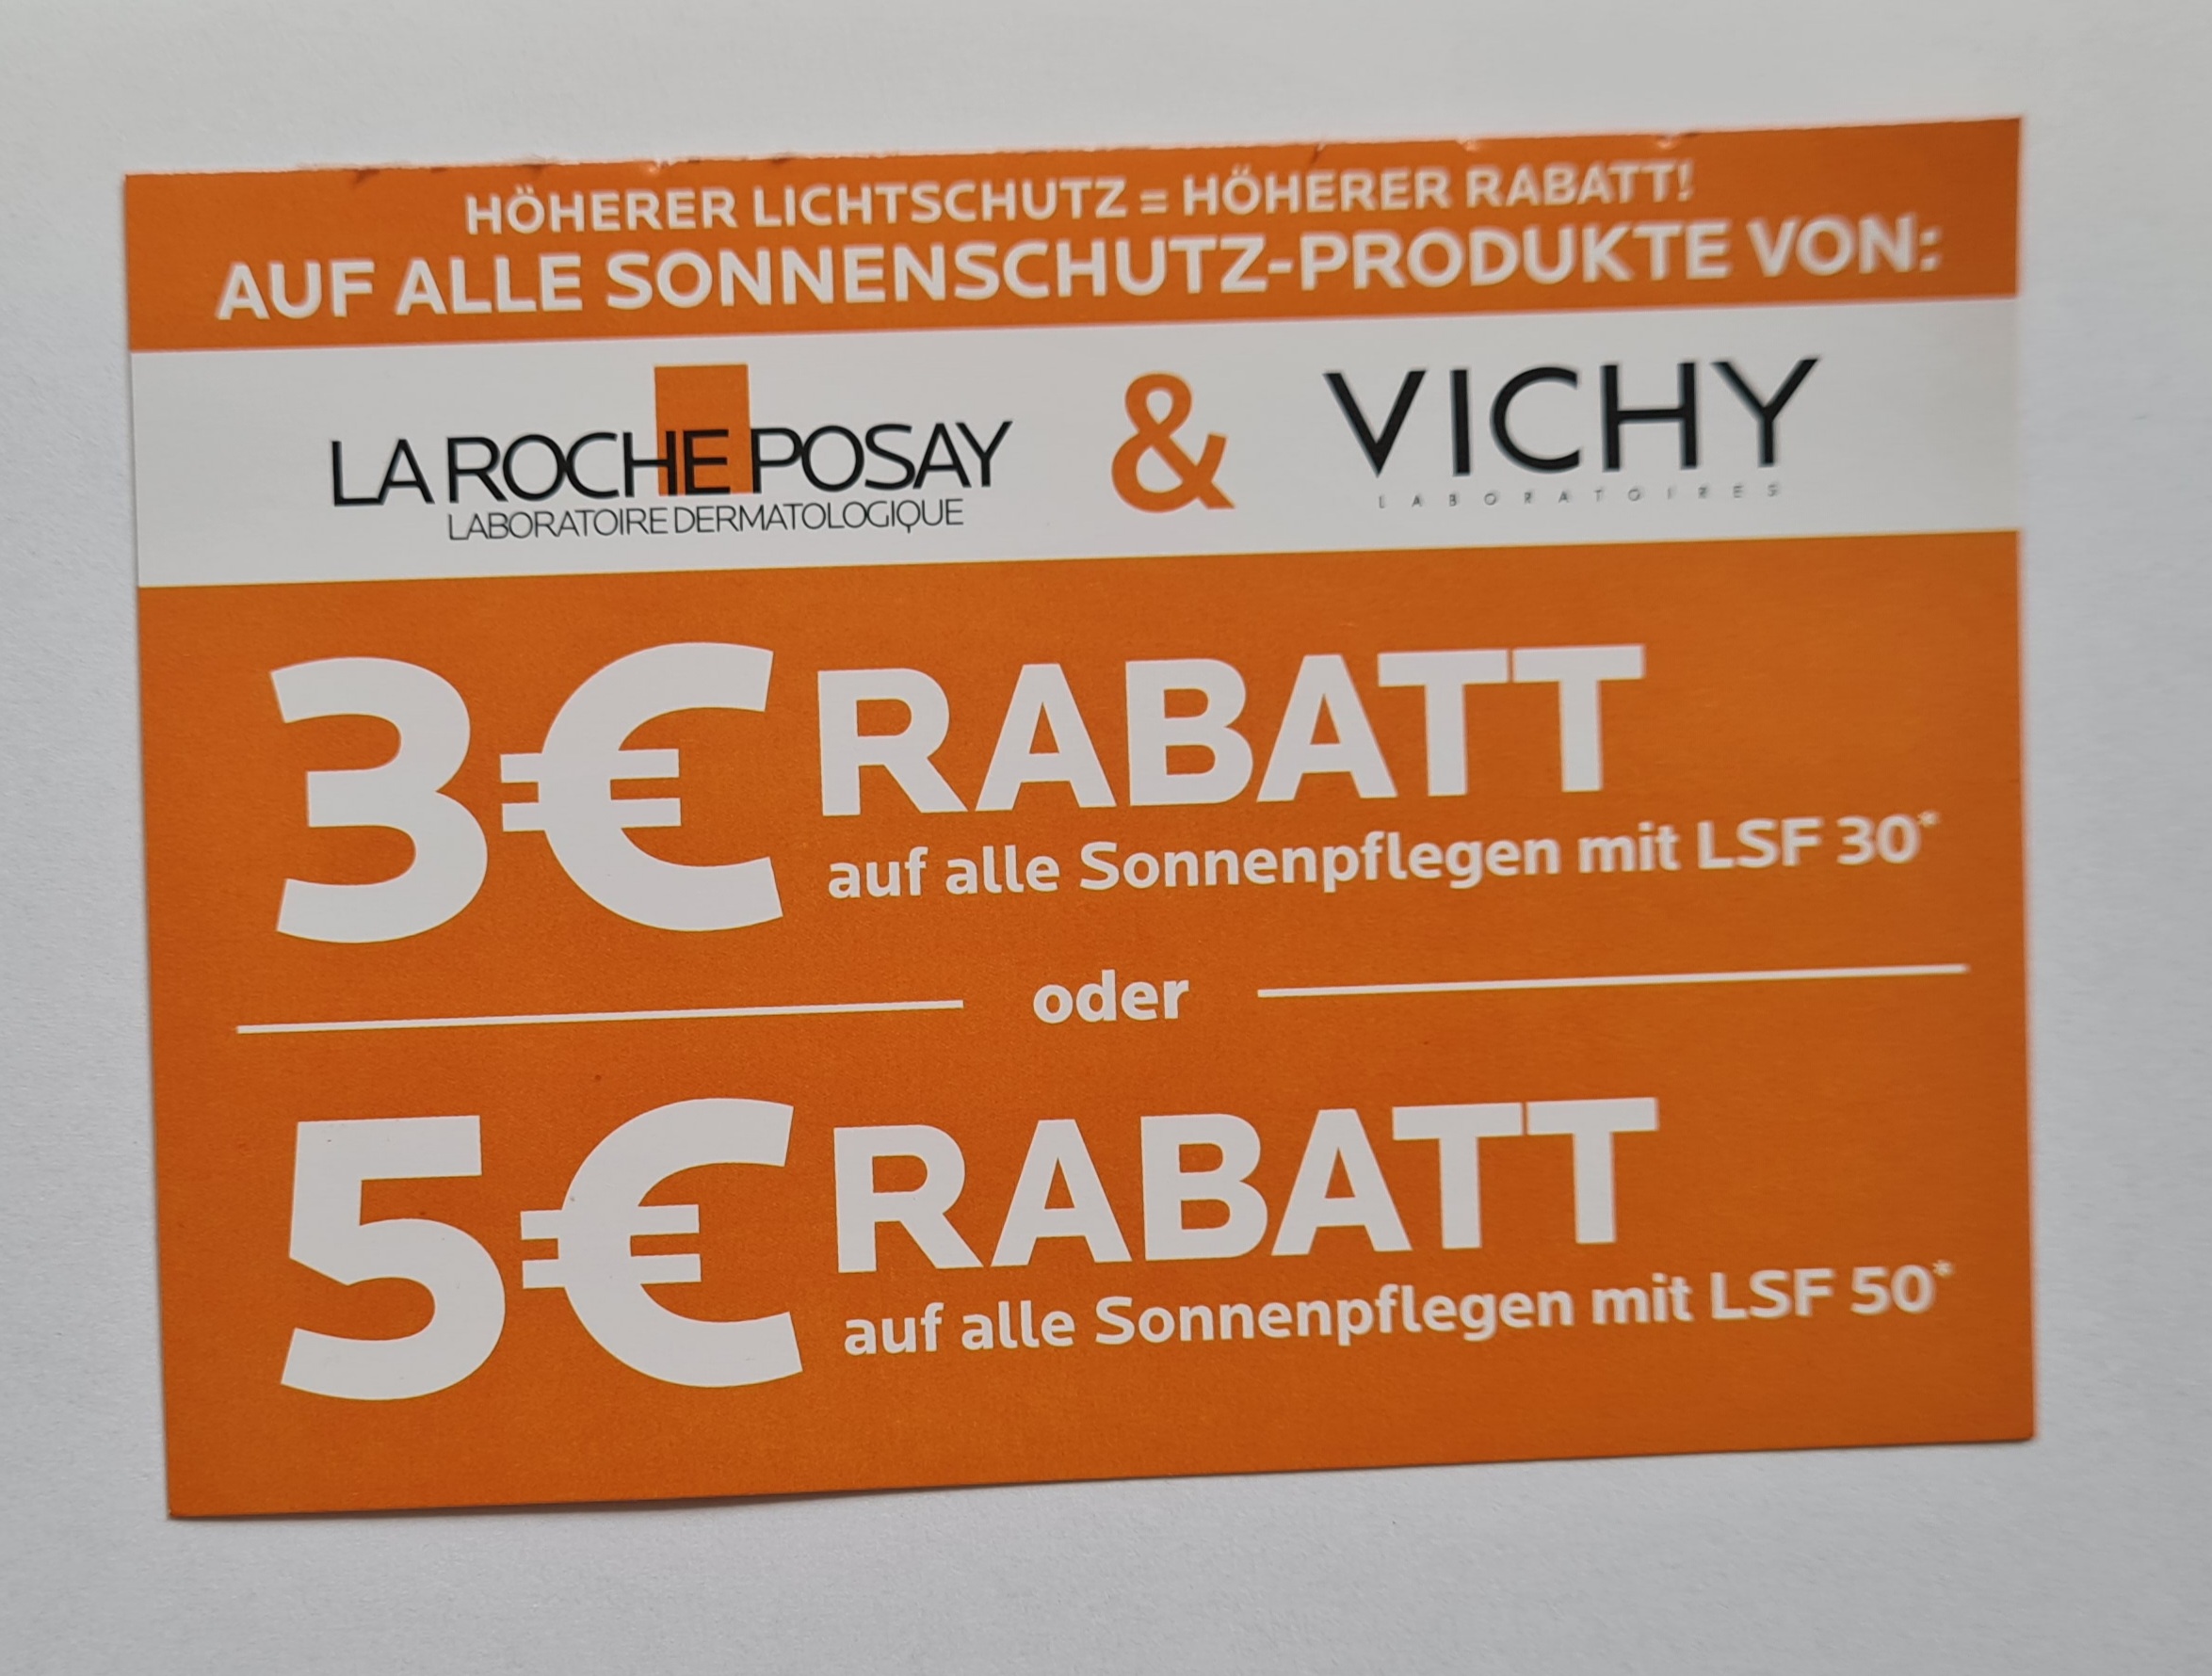 HÖHERER LICHTSCHUTZ = HÖHERER RABATT!
AUF ALLE SONNENSCHUTZ-PRODUKTE VON:
LA ROCHE POSAY
LABORATOIRE DERMATOLOGIQUE
&
VICHY
LABORATOIRES
3€ RABATT
auf alle Sonnenpflegen mit LSF 30*
oder
5€ RABATT
auf alle Sonnenpflegen mit LSF 50*